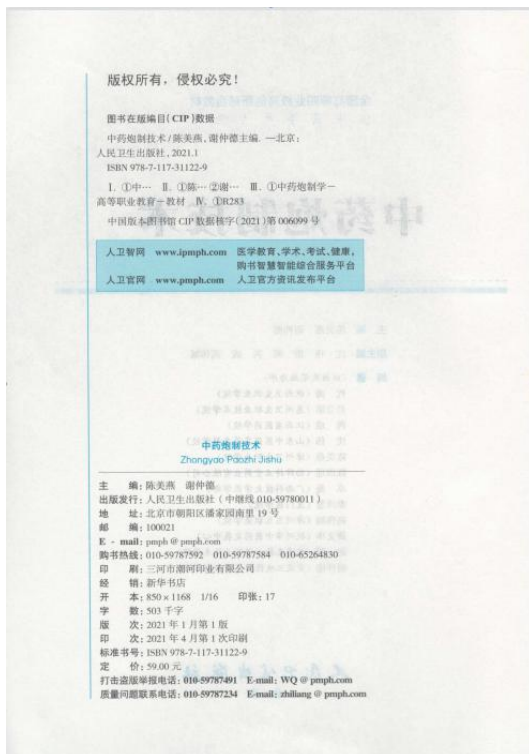 版权所有，侵权必究！
图书在版编目（CIP）数据
中药炮制技术/陈美燕，谢仲德主编. —北京：
人民卫生出版社，2021.1
ISBN 978-7-117-31122-9
Ⅰ. ①中… Ⅱ. ①陈… ②谢… Ⅲ. ①中药炮制学－
高等职业教育－教材 Ⅳ. ①R283
中国版本图书馆 CIP 数据核字（2021）第 006099 号
人卫智网 www.ipmph.com 医学教育、学术、考试、健康，
购书智慧智能综合服务平台
人卫官网 www.pmph.com 人卫官方资讯发布平台
中药炮制技术
Zhongyao Paozhi Jishu
主 编：陈美燕 谢仲德
出版发行：人民卫生出版社（中继线 010-59780011）
地 址：北京市朝阳区潘家园南里 19 号
邮 编：100021
E - mail：pmph @ pmph.com
购书热线：010-59787592 010-59787584 010-65264830
印 刷：三河市潮河印业有限公司
经 销：新华书店
开 本：850×1168 1/16 印张：17
字 数：503 千字
版 次：2021 年 1 月第 1 版
印 次：2021 年 4 月第 1 次印刷
标准书号：ISBN 978-7-117-31122-9
定 价：59.00 元
打击盗版举报电话：010-59787491 E-mail：WQ @ pmph.com
质量问题联系电话：010-59787234 E-mail：zhiliang @ pmph.com